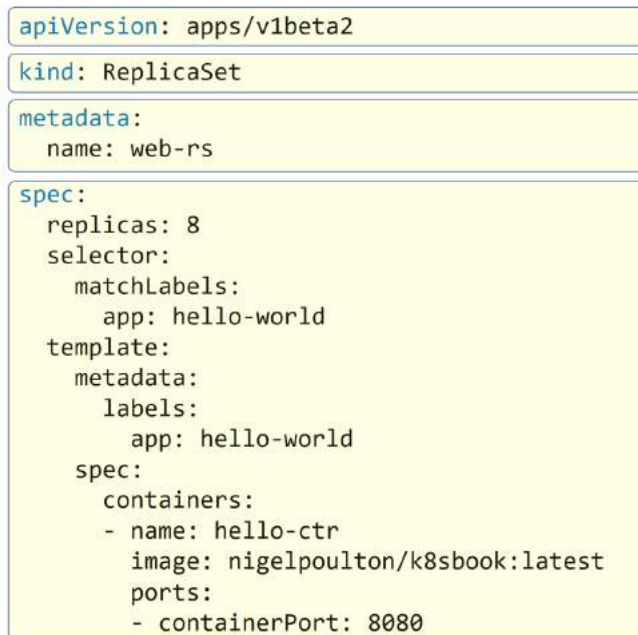 apiVersion: apps/v1beta2
kind: ReplicaSet
metadata:
  name: web-rs
spec:
  replicas: 8
  selector:
    matchLabels:
      app: hello-world
  template:
    metadata:
      labels:
        app: hello-world
    spec:
      containers:
      - name: hello-ctr
        image: nigelpoulton/k8sbook:latest
        ports:
        - containerPort: 8080